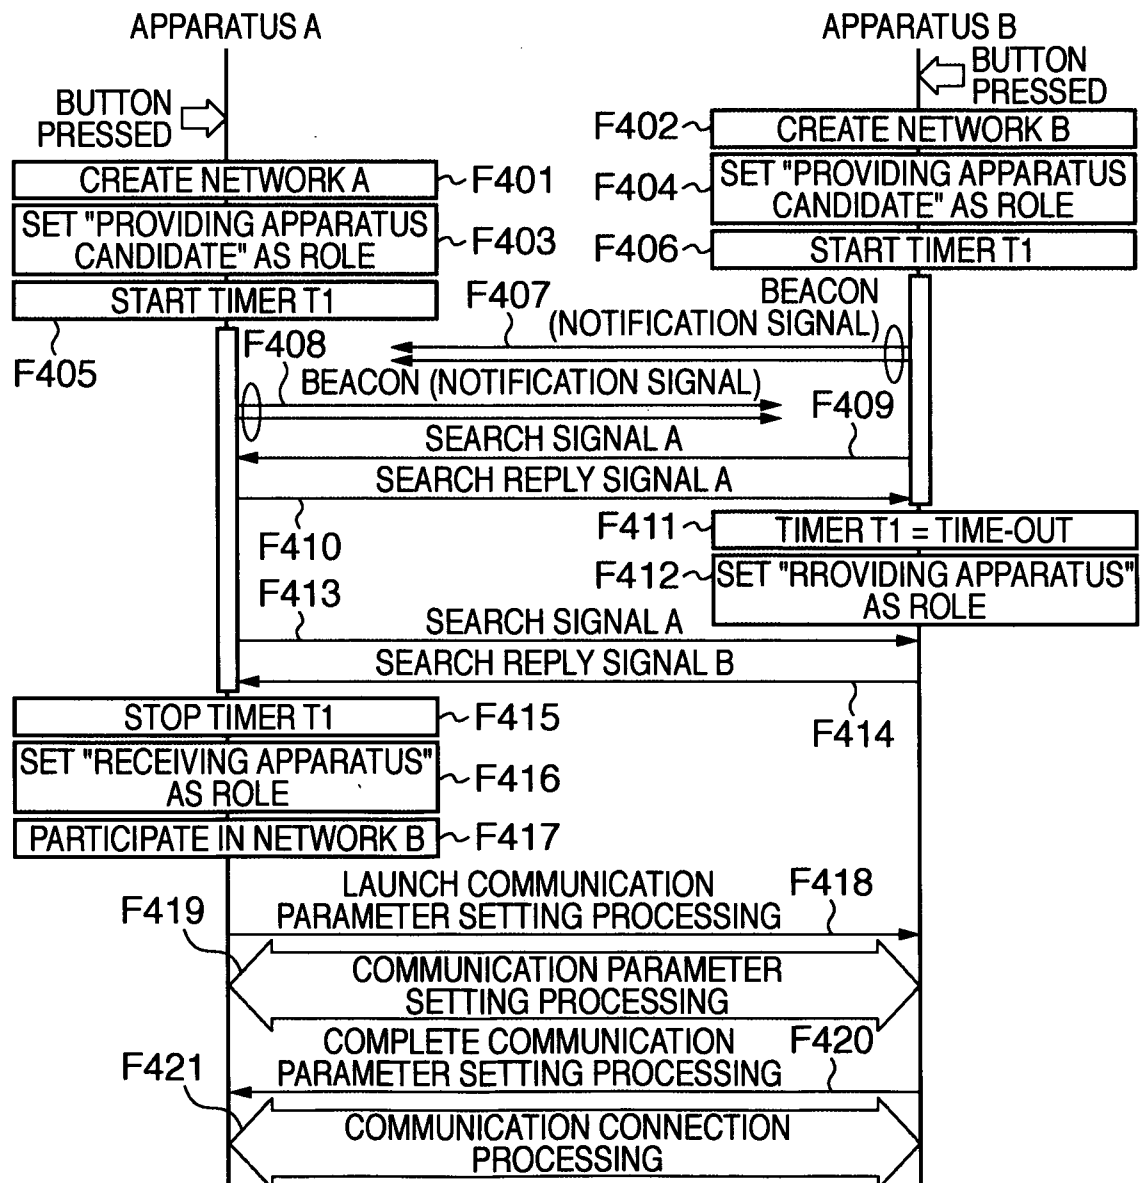 APPARATUS A
APPARATUS B
BUTTON
PRESSED
BUTTON
PRESSED
F402
CREATE NETWORK B
CREATE NETWORK A
F401
F404
SET "PROVIDING APPARATUS
CANDIDATE" AS ROLE
SET "PROVIDING APPARATUS
CANDIDATE" AS ROLE
F403
F406
START TIMER T1
START TIMER T1
F405
F407
BEACON
(NOTIFICATION SIGNAL)
F408
BEACON (NOTIFICATION SIGNAL)
F409
SEARCH SIGNAL A
SEARCH REPLY SIGNAL A
F410
F411
TIMER T1 = TIME-OUT
F412
SET "RROVIDING APPARATUS"
AS ROLE
F413
SEARCH SIGNAL A
SEARCH REPLY SIGNAL B
F414
STOP TIMER T1
F415
SET "RECEIVING APPARATUS"
AS ROLE
F416
PARTICIPATE IN NETWORK B
F417
LAUNCH COMMUNICATION
PARAMETER SETTING PROCESSING
F418
F419
COMMUNICATION PARAMETER
SETTING PROCESSING
COMPLETE COMMUNICATION
PARAMETER SETTING PROCESSING
F420
F421
COMMUNICATION CONNECTION
PROCESSING